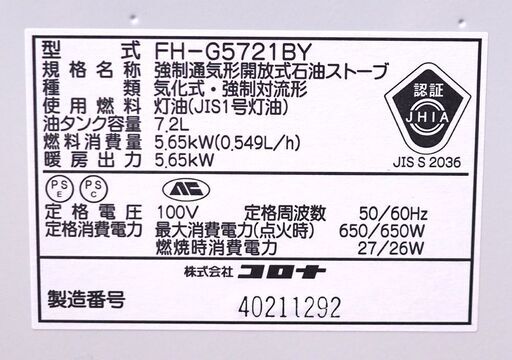 型式 FH-G5721BY
規格名称 強制通気形開放式石油ストーブ
種類 気化式・強制対流形
使用燃料 灯油(JIS1号灯油)
油タンク容量 7.2L
燃料消費量 5.65kW(0.549L/h)
暖房出力 5.65kW
認証
JHIA
JIS S 2036
PS E PS C
定格電圧 100V 定格周波数 50/60Hz
定格消費電力 最大消費電力(点火時) 650/650W
燃焼時消費電力 27/26W
株式会社 コロナ
製造番号 40211292